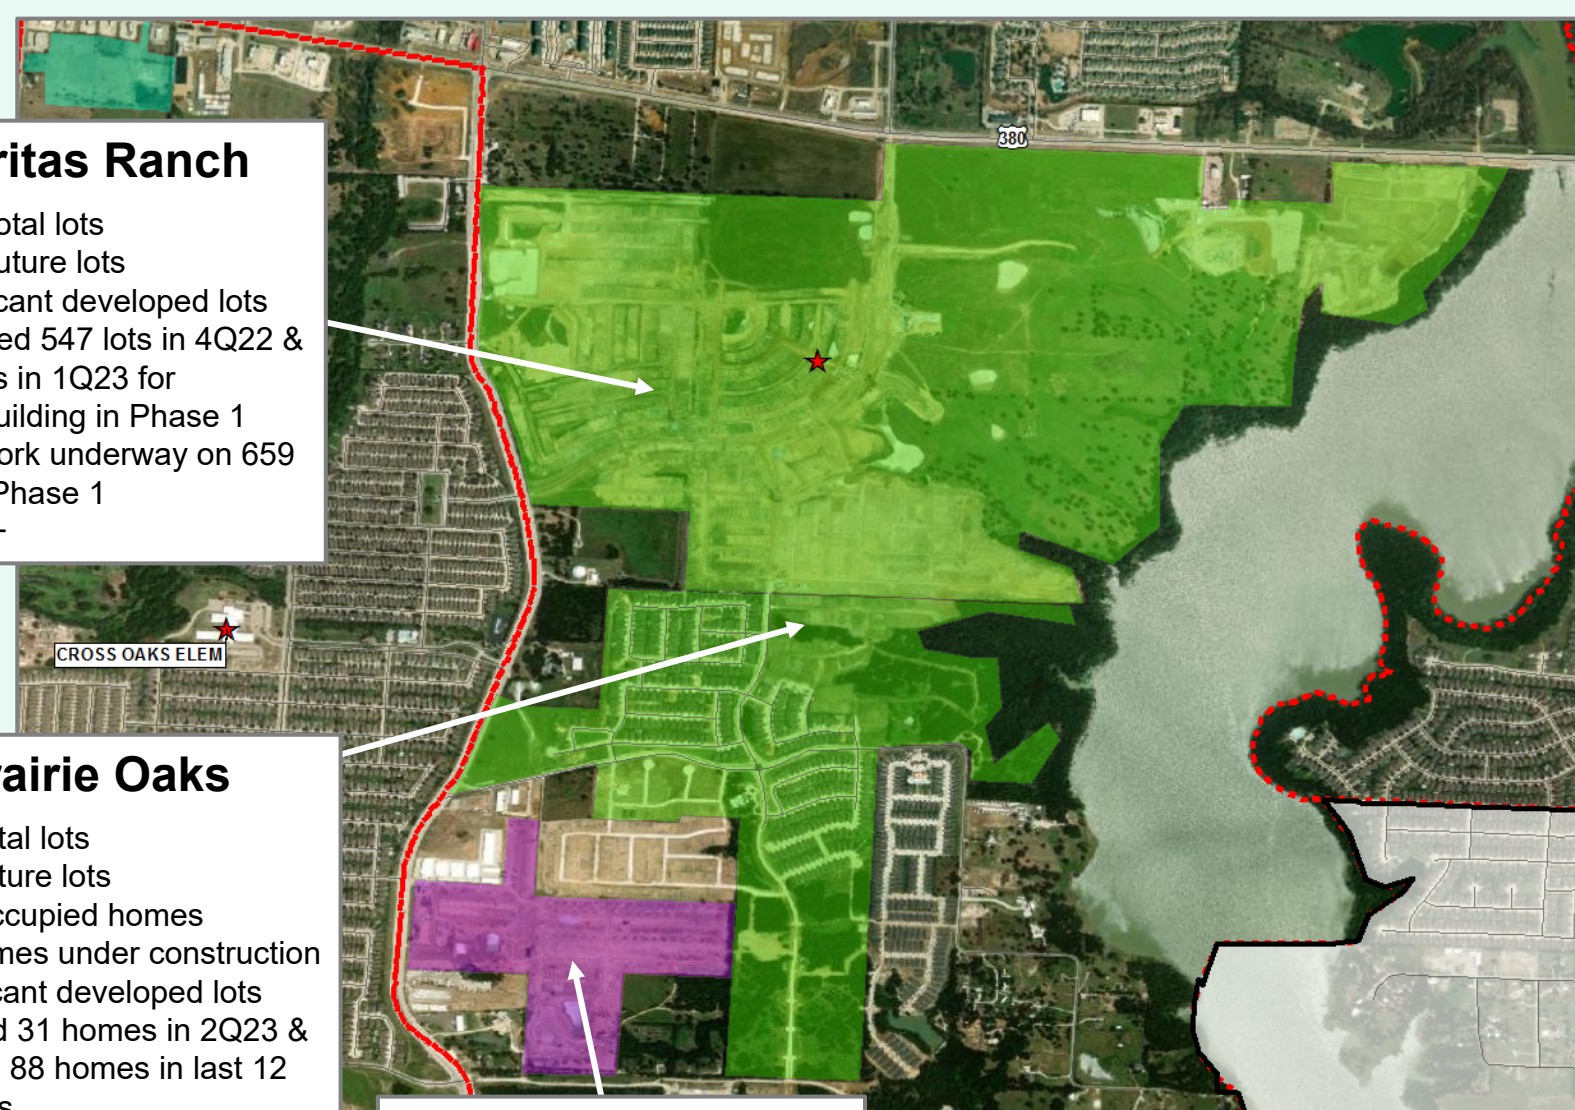 380
ritas Ranch
otal lots
uture lots
cant developed lots
ed 547 lots in 4Q22 &
s in 1Q23 for
uilding in Phase 1
ork underway on 659
Phase 1
CROSS OAKS ELEM
airie Oaks
tal lots
ture lots
ccupied homes
mes under construction
cant developed lots
d 31 homes in 2Q23 &
88 homes in last 12